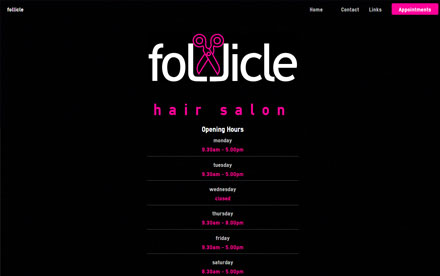 follicle
Home Contact Links Appointments
follicle
hair salon
Opening Hours
monday
9.30am - 5.00pm
tuesday
9.30am - 5.00pm
wednesday
closed
thursday
9.30am - 8.00pm
friday
9.30am - 5.00pm
saturday
8.30am - 5.00pm